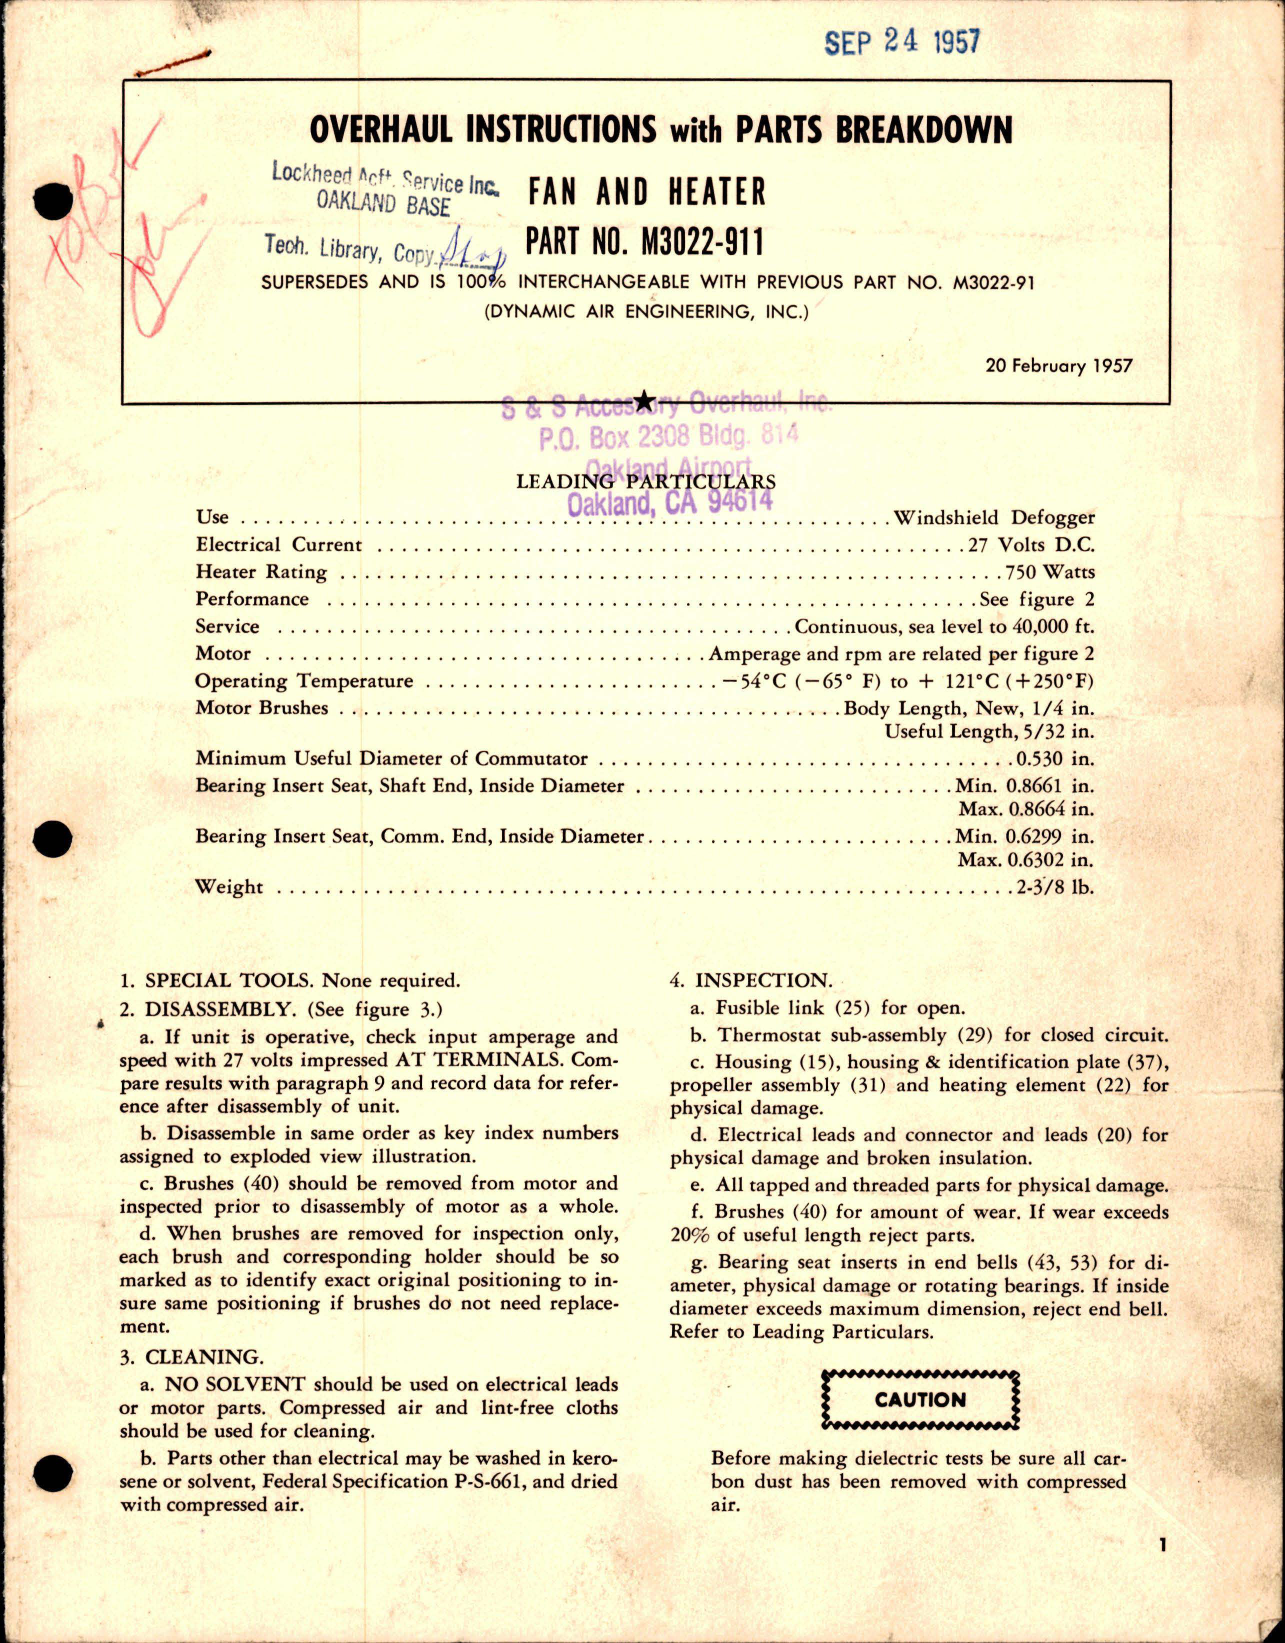 SEP 24 1957
OVERHAUL INSTRUCTIONS with PARTS BREAKDOWN
Lockheed Acft. Service Inc.
OAKLAND BASE
FAN AND HEATER
Tech. Library, Copy Shop
PART NO. M3022-911
SUPERSEDES AND IS 100% INTERCHANGEABLE WITH PREVIOUS PART NO. M3022-91
(DYNAMIC AIR ENGINEERING, INC.)
20 February 1957
S & S Accessory Overhaul, Inc.
P.O. Box 2308 Bldg. 814
Oakland Airport
Oakland, CA 94614
LEADING PARTICULARS
Use . . . . . Windshield Defogger
Electrical Current . . . . . 27 Volts D.C.
Heater Rating . . . . . 750 Watts
Performance . . . . . See figure 2
Service . . . . . Continuous, sea level to 40,000 ft.
Motor . . . . . Amperage and rpm are related per figure 2
Operating Temperature . . . . . −54°C (−65° F) to + 121°C (+250°F)
Motor Brushes . . . . . Body Length, New, 1/4 in.
Useful Length, 5/32 in.
Minimum Useful Diameter of Commutator . . . . . 0.530 in.
Bearing Insert Seat, Shaft End, Inside Diameter . . . . . Min. 0.8661 in.
Max. 0.8664 in.
Bearing Insert Seat, Comm. End, Inside Diameter . . . . . Min. 0.6299 in.
Max. 0.6302 in.
Weight . . . . . 2-3/8 lb.
1. SPECIAL TOOLS. None required.
2. DISASSEMBLY. (See figure 3.)
a. If unit is operative, check input amperage and
speed with 27 volts impressed AT TERMINALS. Com-
pare results with paragraph 9 and record data for refer-
ence after disassembly of unit.
b. Disassemble in same order as key index numbers
assigned to exploded view illustration.
c. Brushes (40) should be removed from motor and
inspected prior to disassembly of motor as a whole.
d. When brushes are removed for inspection only,
each brush and corresponding holder should be so
marked as to identify exact original positioning to in-
sure same positioning if brushes do not need replace-
ment.
3. CLEANING.
a. NO SOLVENT should be used on electrical leads
or motor parts. Compressed air and lint-free cloths
should be used for cleaning.
b. Parts other than electrical may be washed in kero-
sene or solvent, Federal Specification P-S-661, and dried
with compressed air.
4. INSPECTION.
a. Fusible link (25) for open.
b. Thermostat sub-assembly (29) for closed circuit.
c. Housing (15), housing & identification plate (37),
propeller assembly (31) and heating element (22) for
physical damage.
d. Electrical leads and connector and leads (20) for
physical damage and broken insulation.
e. All tapped and threaded parts for physical damage.
f. Brushes (40) for amount of wear. If wear exceeds
20% of useful length reject parts.
g. Bearing seat inserts in end bells (43, 53) for di-
ameter, physical damage or rotating bearings. If inside
diameter exceeds maximum dimension, reject end bell.
Refer to Leading Particulars.
CAUTION
Before making dielectric tests be sure all car-
bon dust has been removed with compressed
air.
1